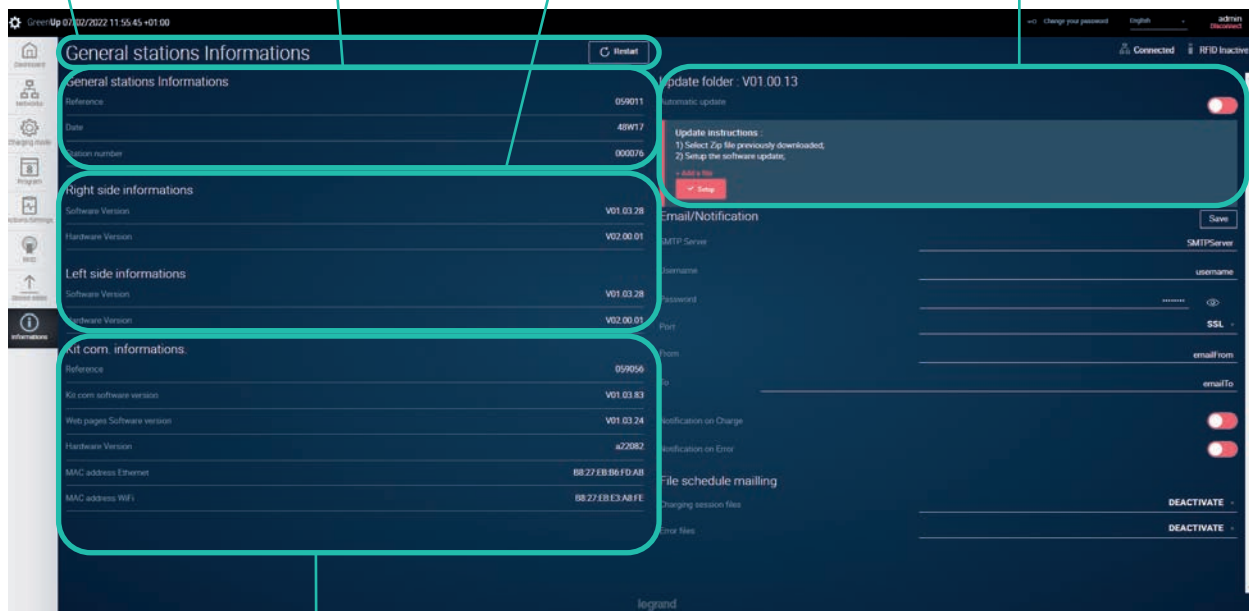 GreenUp 07/02/2022 11:55:45 +01:00
Change your password
English
admin
Disconnect
Dashboard
Networks
Charging mode
Program
RFID
Informations
General stations Informations
Restart
Connected
RFID Inactive
General stations Informations
Reference 059011
Date 48W17
Station number 000076
Right side informations
Software Version V01.03.28
Hardware Version V02.00.01
Left side informations
Software Version V01.03.28
Hardware Version V02.00.01
Kit com. informations.
Reference 059056
Kit com software version V01.03.83
Web pages Software version V01.03.24
Hardware Version a22082
MAC address Ethernet B8:27:EB:B6:FD:AB
MAC address WiFi B8:27:EB:E3:A8:FE
Update folder : V01.00.13
Automatic update
Update instructions :
1) Select Zip file previously downloaded;
2) Setup the software update;
+ Add a file
Setup
Email/Notification
Save
SMTP Server SMTPServer
Username username
Password ········
Port SSL
From emailFrom
To emailTo
Notification on Charge
Notification on Error
File schedule mailling
Charging session files DEACTIVATE
Error files DEACTIVATE
legrand